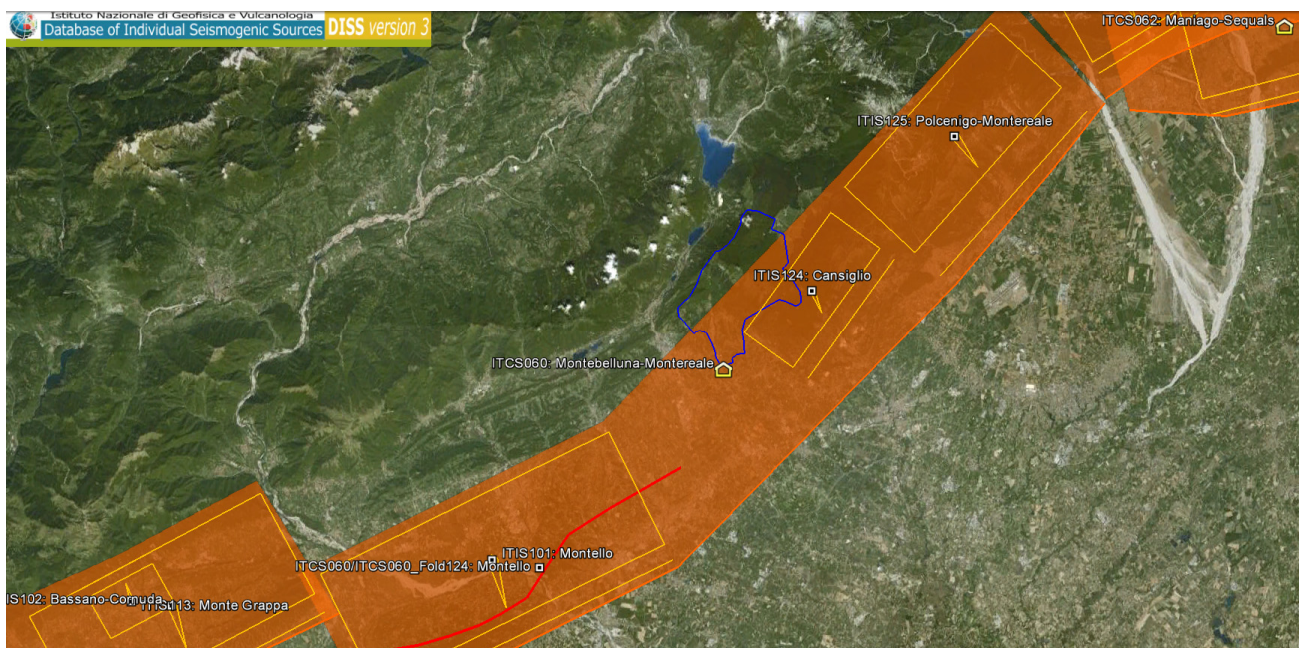 Istituto Nazionale di Geofisica e Vulcanologia
Database of Individual Seismogenic Sources DISS version 3
ITCS062: Maniago-Sequals
ITIS125: Polcenigo-Montereale
ITIS124: Cansiglio
ITCS060: Montebelluna-Montereale
ITIS101: Montello
ITCS060/ITCS060_Fold124: Montello
IS102: Bassano-Cornuda
113: Monte Grappa